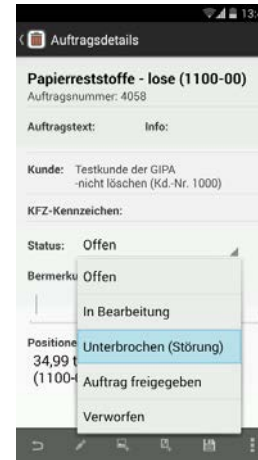 13:
Auftragsdetails
Papierreststoffe - lose (1100-00)
Auftragsnummer: 4058
Auftragstext: Info:
Kunde: Testkunde der GIPA
-nicht löschen (Kd.-Nr. 1000)
KFZ-Kennzeichen:
Status: Offen
Bermerku
Offen
In Bearbeitung
Unterbrochen (Störung)
Auftrag freigegeben
Verworfen
Positione
34,99 t
(1100-